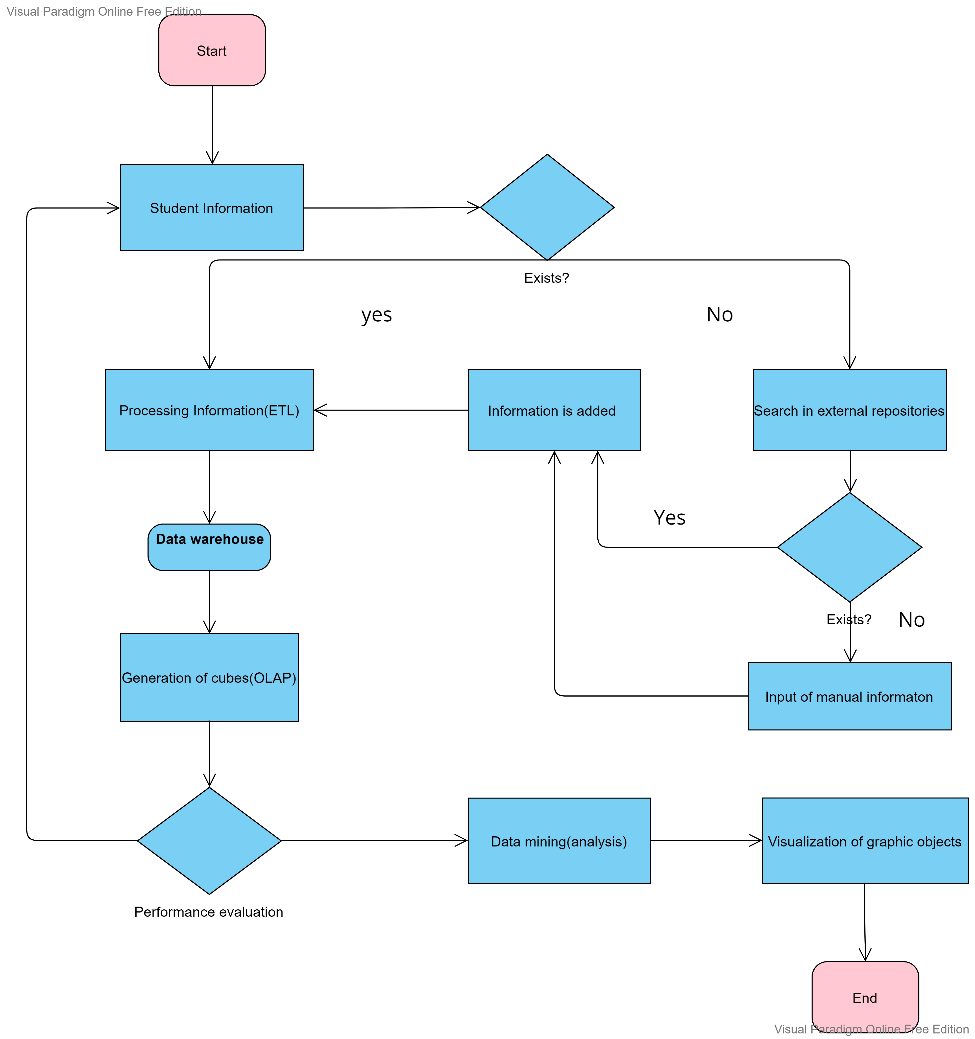 Visual Paradigm Online Free Edition
Start
Student Information
Exists?
yes
No
Processing Information(ETL)
Information is added
Search in external repositories
Yes
Data warehouse
Exists?
No
Generation of cubes(OLAP)
Input of manual informaton
Data mining(analysis)
Visualization of graphic objects
Performance evaluation
End
Visual Paradigm Online Free Edition